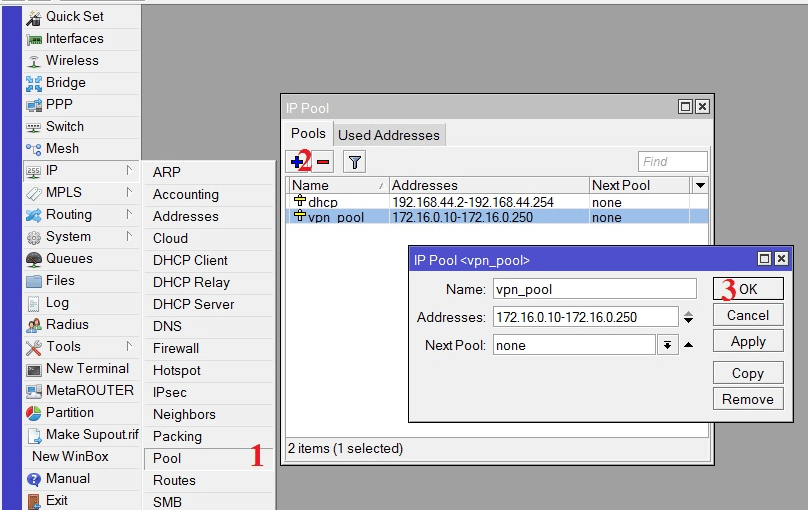 Quick Set
Interfaces
Wireless
Bridge
PPP
Switch
Mesh
IP
MPLS
Routing
System
Queues
Files
Log
Radius
Tools
New Terminal
MetaROUTER
Partition
Make Supout.rif
New WinBox
Manual
Exit
ARP
Accounting
Addresses
Cloud
DHCP Client
DHCP Relay
DHCP Server
DNS
Firewall
Hotspot
IPsec
Neighbors
Packing
Pool 1
Routes
SMB
IP Pool
Pools Used Addresses
2 Find
Name Addresses Next Pool
dhcp 192.168.44.2-192.168.44.254 none
vpn_pool 172.16.0.10-172.16.0.250 none
2 items (1 selected)
IP Pool <vpn_pool>
Name: vpn_pool
Addresses: 172.16.0.10-172.16.0.250
Next Pool: none
3 OK
Cancel
Apply
Copy
Remove